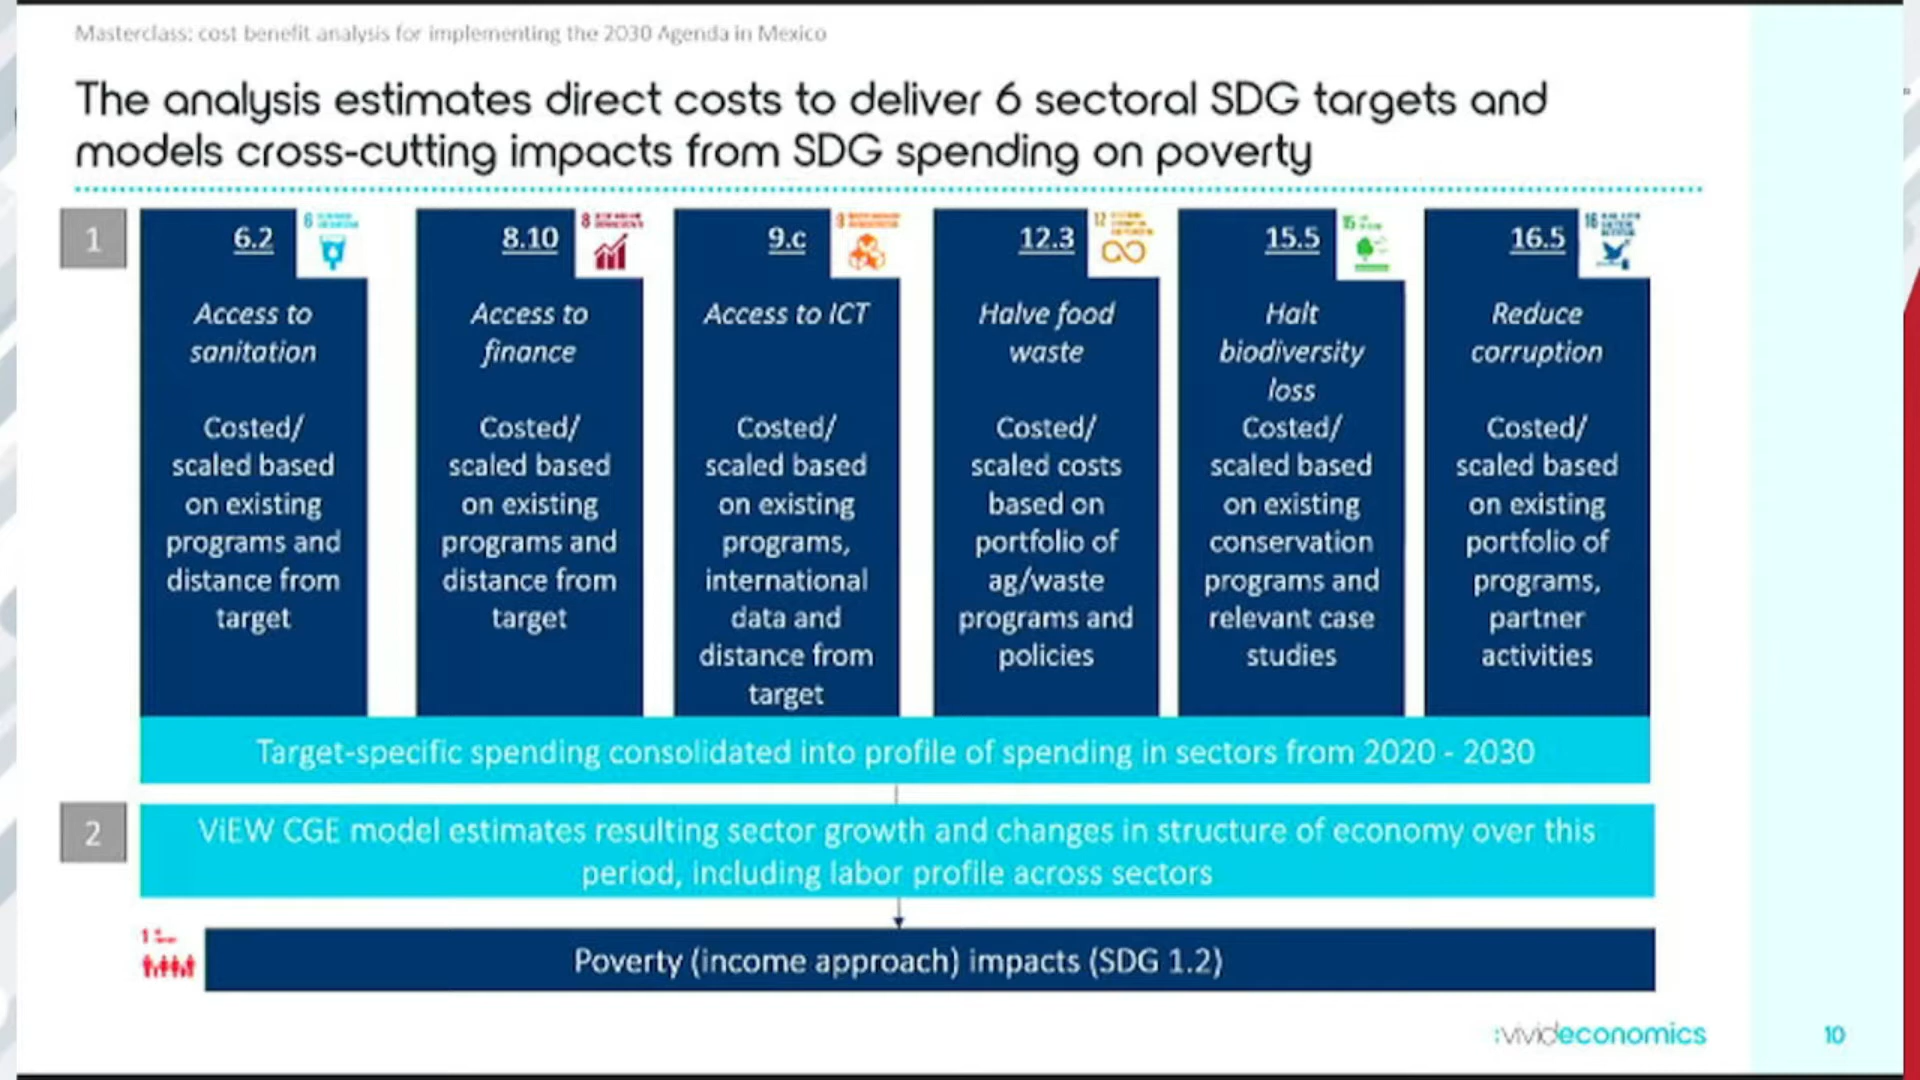 Masterclass: cost benefit analysis for implementing the 2030 Agenda in Mexico
The analysis estimates direct costs to deliver 6 sectoral SDG targets and
models cross-cutting impacts from SDG spending on poverty
1
6.2
6
Access to
sanitation
Costed/
scaled based
on existing
programs and
distance from
target
8.10
8
Access to
finance
Costed/
scaled based
on existing
programs and
distance from
target
9.c
9
Access to ICT
Costed/
scaled based
on existing
programs,
international
data and
distance from
target
12.3
12
Halve food
waste
Costed/
scaled costs
based on
portfolio of
ag/waste
programs and
policies
15.5
15
Halt
biodiversity
loss
Costed/
scaled based
on existing
conservation
programs and
relevant case
studies
16.5
16
Reduce
corruption
Costed/
scaled based
on existing
portfolio of
programs,
partner
activities
Target-specific spending consolidated into profile of spending in sectors from 2020 - 2030
2
ViEW CGE model estimates resulting sector growth and changes in structure of economy over this
period, including labor profile across sectors
1
Poverty (income approach) impacts (SDG 1.2)
:vivideconomics
10